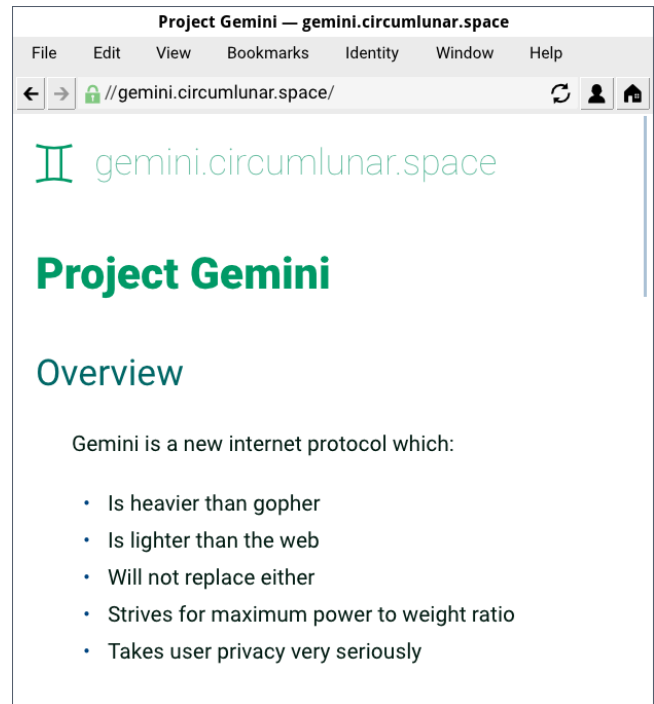 Project Gemini — gemini.circumlunar.space
File Edit View Bookmarks Identity Window Help
//gemini.circumlunar.space/
gemini.circumlunar.space
Project Gemini
Overview
Gemini is a new internet protocol which:
• Is heavier than gopher
• Is lighter than the web
• Will not replace either
• Strives for maximum power to weight ratio
• Takes user privacy very seriously